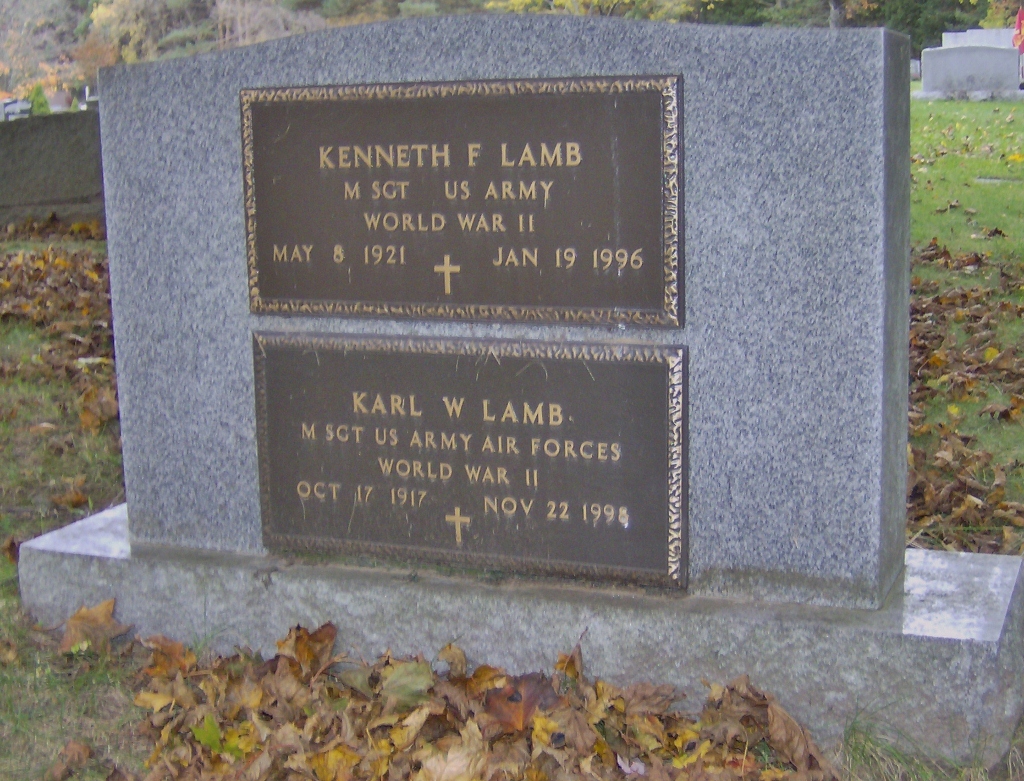 KENNETH F LAMB
M SGT US ARMY
WORLD WAR II
MAY 8 1921 JAN 19 1996
KARL W LAMB
M SGT US ARMY AIR FORCES
WORLD WAR II
OCT 17 1917 NOV 22 1998